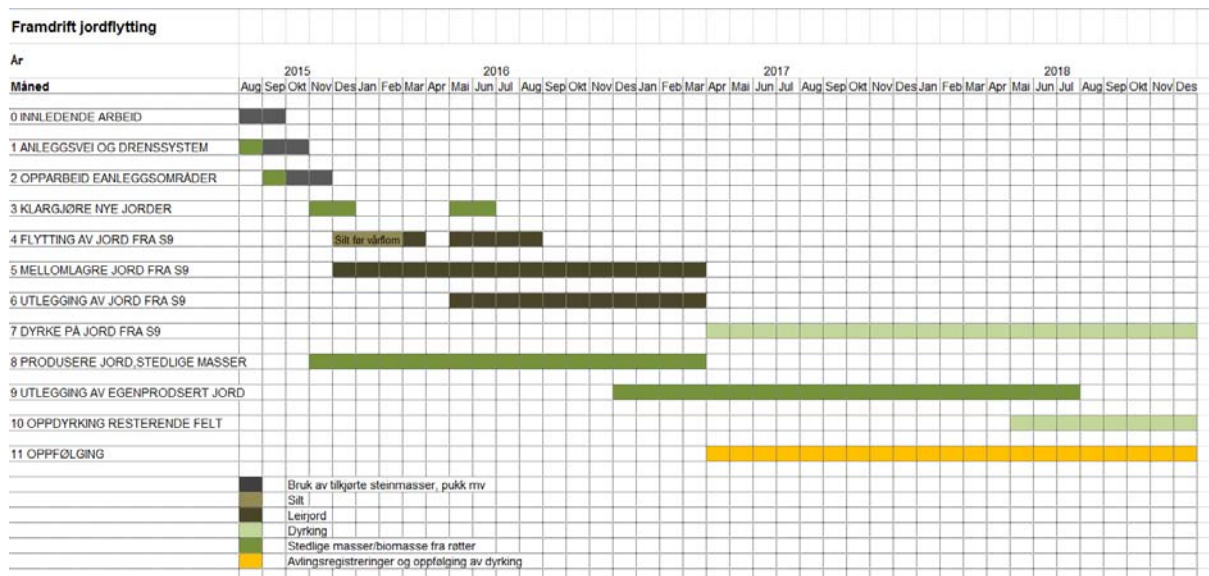 Framdrift jordflytting
År
2015 2016 2017 2018
Måned Aug Sep Okt Nov Des Jan Feb Mar Apr Mai Jun Jul Aug Sep Okt Nov Des Jan Feb Mar Apr Mai Jun Jul Aug Sep Okt Nov Des Jan Feb Mar Apr Mai Jun Jul Aug Sep Okt Nov Des
0 INNLEDENDE ARBEID
1 ANLEGGSVEI OG DRENSSYSTEM
2 OPPARBEID EANLEGGSOMRÅDER
3 KLARGJØRE NYE JORDER
4 FLYTTING AV JORD FRA S9 Silt før vårflom
5 MELLOMLAGRE JORD FRA S9
6 UTLEGGING AV JORD FRA S9
7 DYRKE PÅ JORD FRA S9
8 PRODUSERE JORD,STEDLIGE MASSER
9 UTLEGGING AV EGENPRODSERT JORD
10 OPPDYRKING RESTERENDE FELT
11 OPPFØLGING
Bruk av tilkjørte steinmasser, pukk mv
Silt
Leirjord
Dyrking
Stedlige masser/biomasse fra røtter
Avlingsregistreringer og oppfølging av dyrking